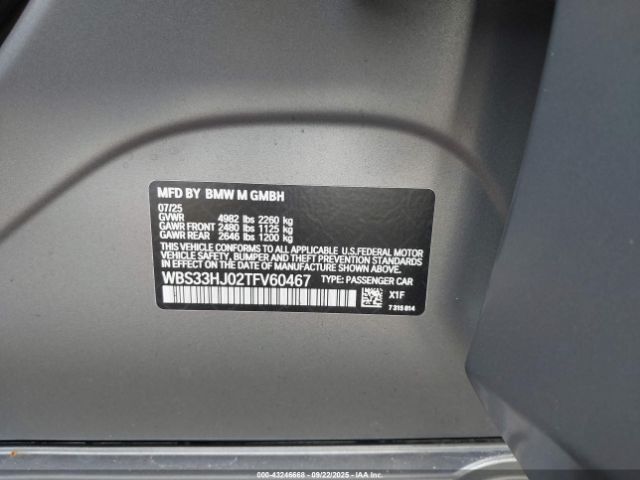 MFD BY BMW M GMBH
07/25
GVWR 4982 lbs 2260 kg
GAWR FRONT 2480 lbs 1125 kg
GAWR REAR 2646 lbs 1200 kg
THIS VEHICLE CONFORMS TO ALL APPLICABLE U.S.FEDERAL MOTOR
VEHICLE SAFETY, BUMPER, AND THEFT PREVENTION STANDARDS
IN EFFECT ON THE DATE OF MANUFACTURE SHOWN ABOVE.
WBS33HJ02TFV60467 TYPE: PASSENGER CAR
X1F
7 315 814
000-43246668 09/22/2025 IAAI.COM